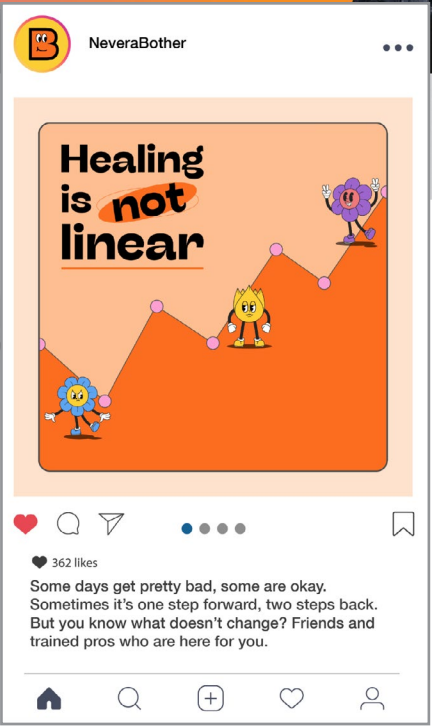 B
NeveraBother
Healing
is not
linear
362 likes
Some days get pretty bad, some are okay.
Sometimes it’s one step forward, two steps back.
But you know what doesn’t change? Friends and
trained pros who are here for you.